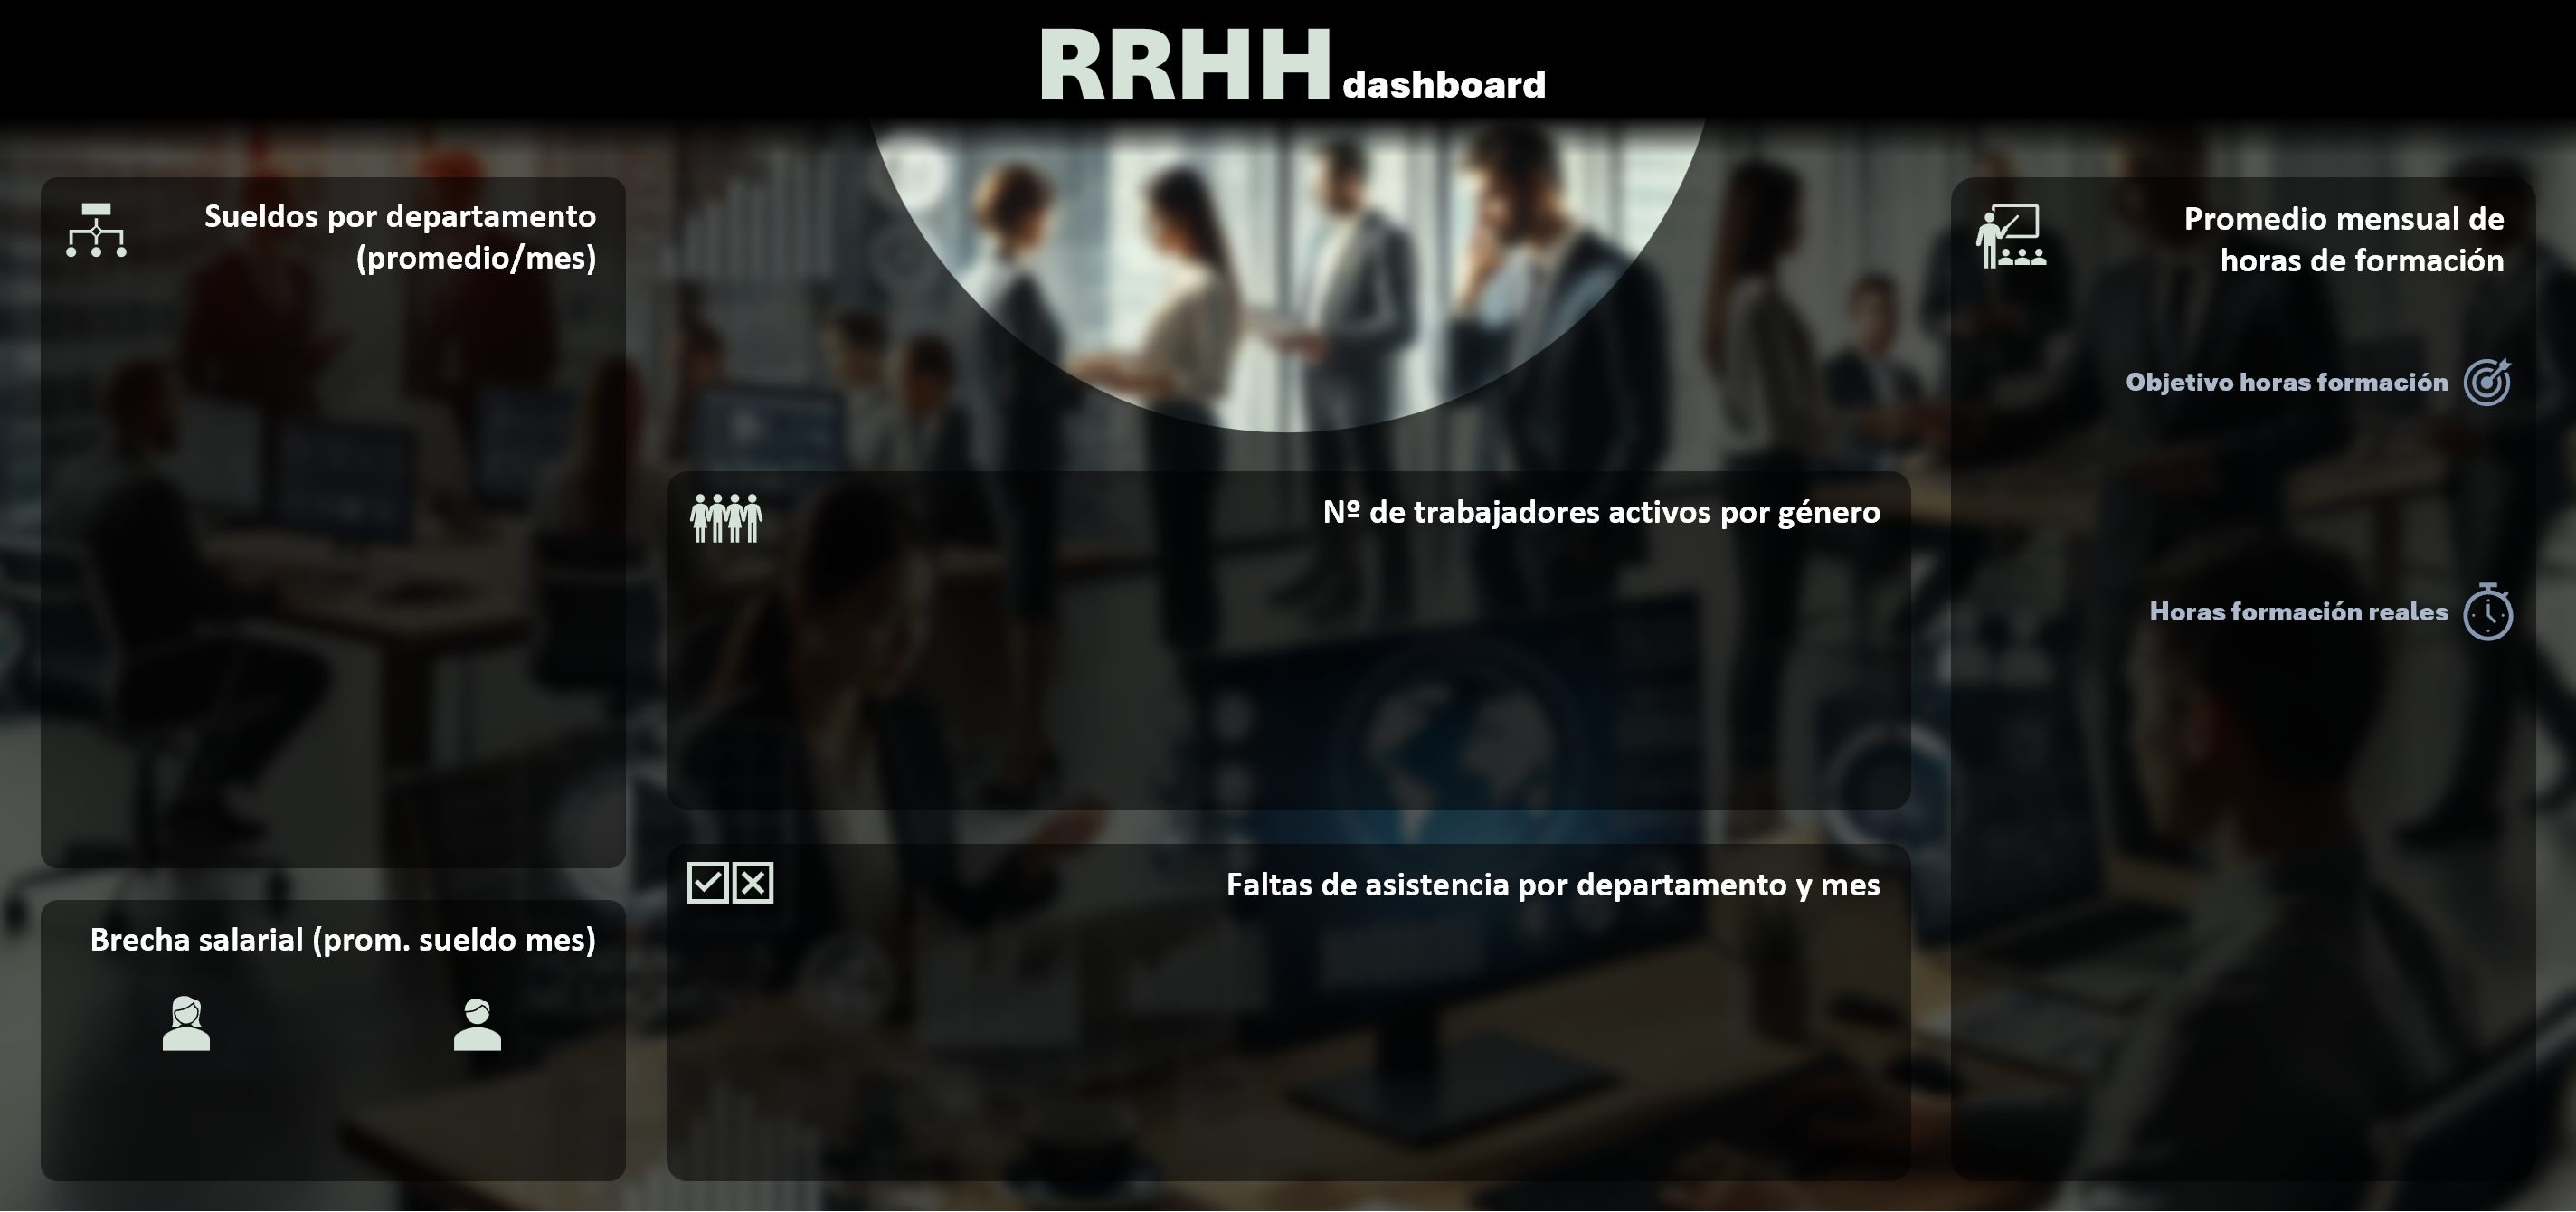 RRHH dashboard
Sueldos por departamento
(promedio/mes)
Promedio mensual de
horas de formación
Objetivo horas formación
Nº de trabajadores activos por género
Horas formación reales
Faltas de asistencia por departamento y mes
Brecha salarial (prom. sueldo mes)